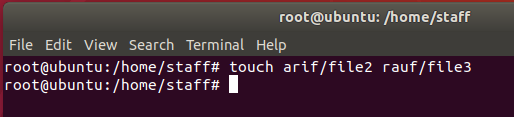 root@ubuntu: /home/staff
File Edit View Search Terminal Help
root@ubuntu:/home/staff# touch arif/file2 rauf/file3
root@ubuntu:/home/staff#